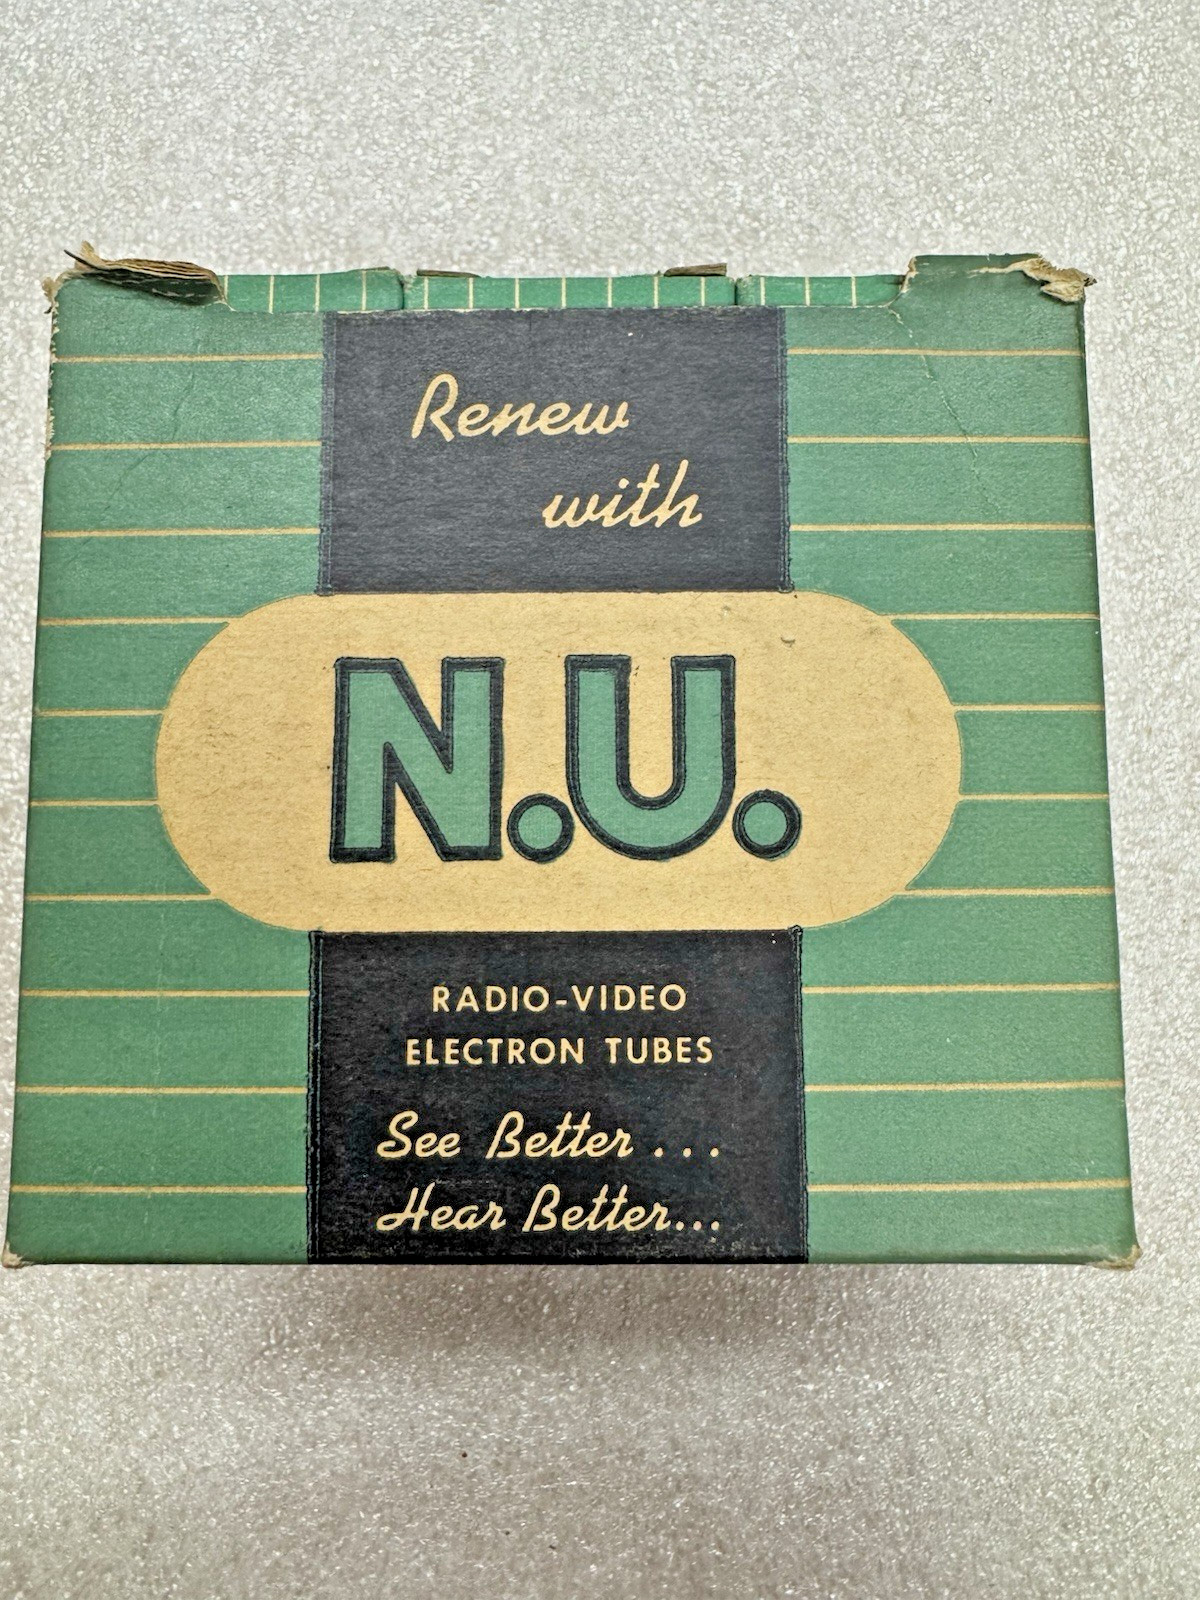 Renew
with
N.U.
RADIO-VIDEO
ELECTRON TUBES
See Better...
Hear Better...